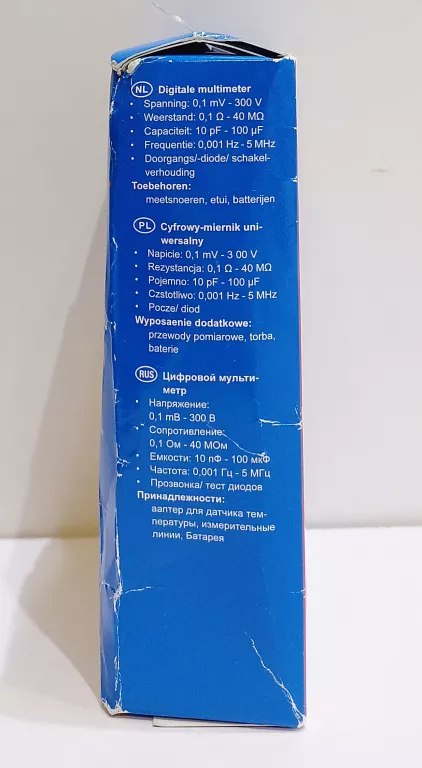 NL Digitale multimeter
• Spanning: 0,1 mV - 300 V
• Weerstand: 0,1 Ω - 40 MΩ
• Capaciteit: 10 pF - 100 µF
• Frequentie: 0,001 Hz - 5 MHz
• Doorgangs-/diode/ schakel-
verhouding
Toebehoren:
meetsnoeren, etui, batterijen
PL Cyfrowy-miernik uni-
wersalny
• Napicie: 0,1 mV - 3 00 V
• Rezystancja: 0,1 Ω - 40 MΩ
• Pojemno: 10 pF - 100 µF
• Czstotliwo: 0,001 Hz - 5 MHz
• Pocze/ diod
Wyposaenie dodatkowe:
przewody pomiarowe, torba,
baterie
RUS Цифровой мульти-
метр
• Напряжение:
0,1 mB - 300 В
• Сопротивление:
0,1 Ом - 40 МОм
• Емкости: 10 пФ - 100 мкФ
• Частота: 0,001 Гц - 5 МГц
• Прозвонка/ тест диодов
Принадлежности:
ааптер для датчика тем-
пературы, измерительные
линии, Батарея